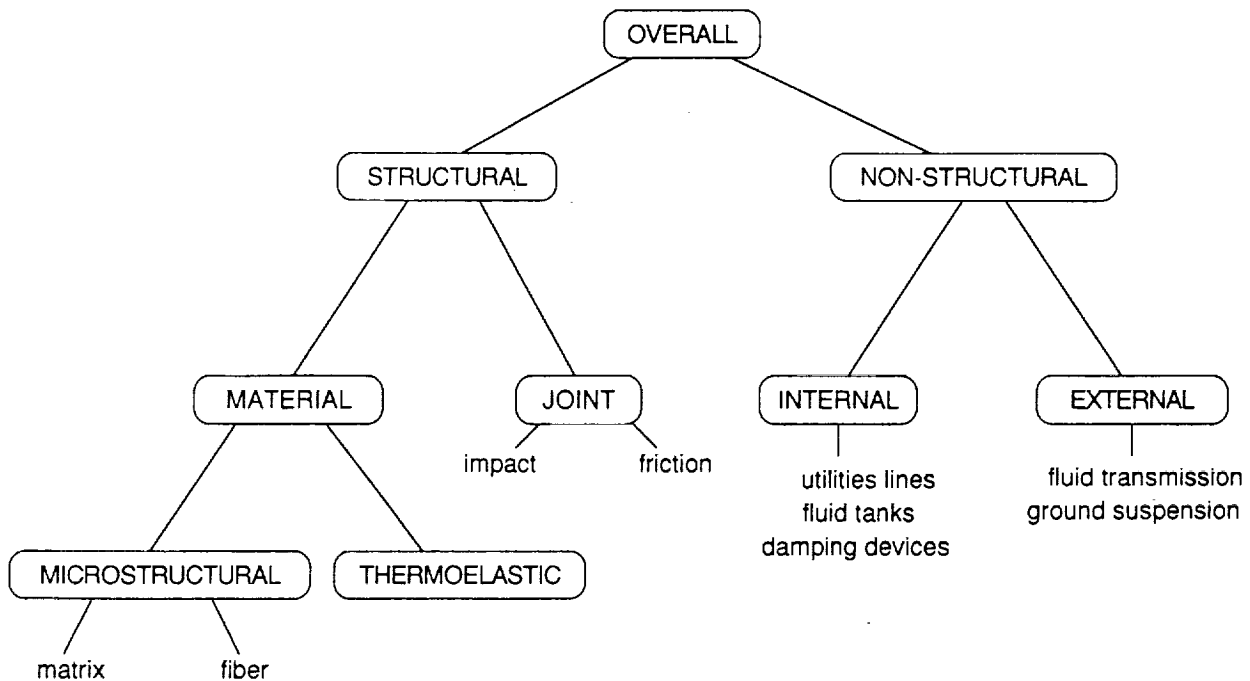 OVERALL
STRUCTURAL
NON-STRUCTURAL
MATERIAL
JOINT
INTERNAL
EXTERNAL
impact
friction
utilities lines
fluid tanks
damping devices
fluid transmission
ground suspension
MICROSTRUCTURAL
THERMOELASTIC
matrix
fiber